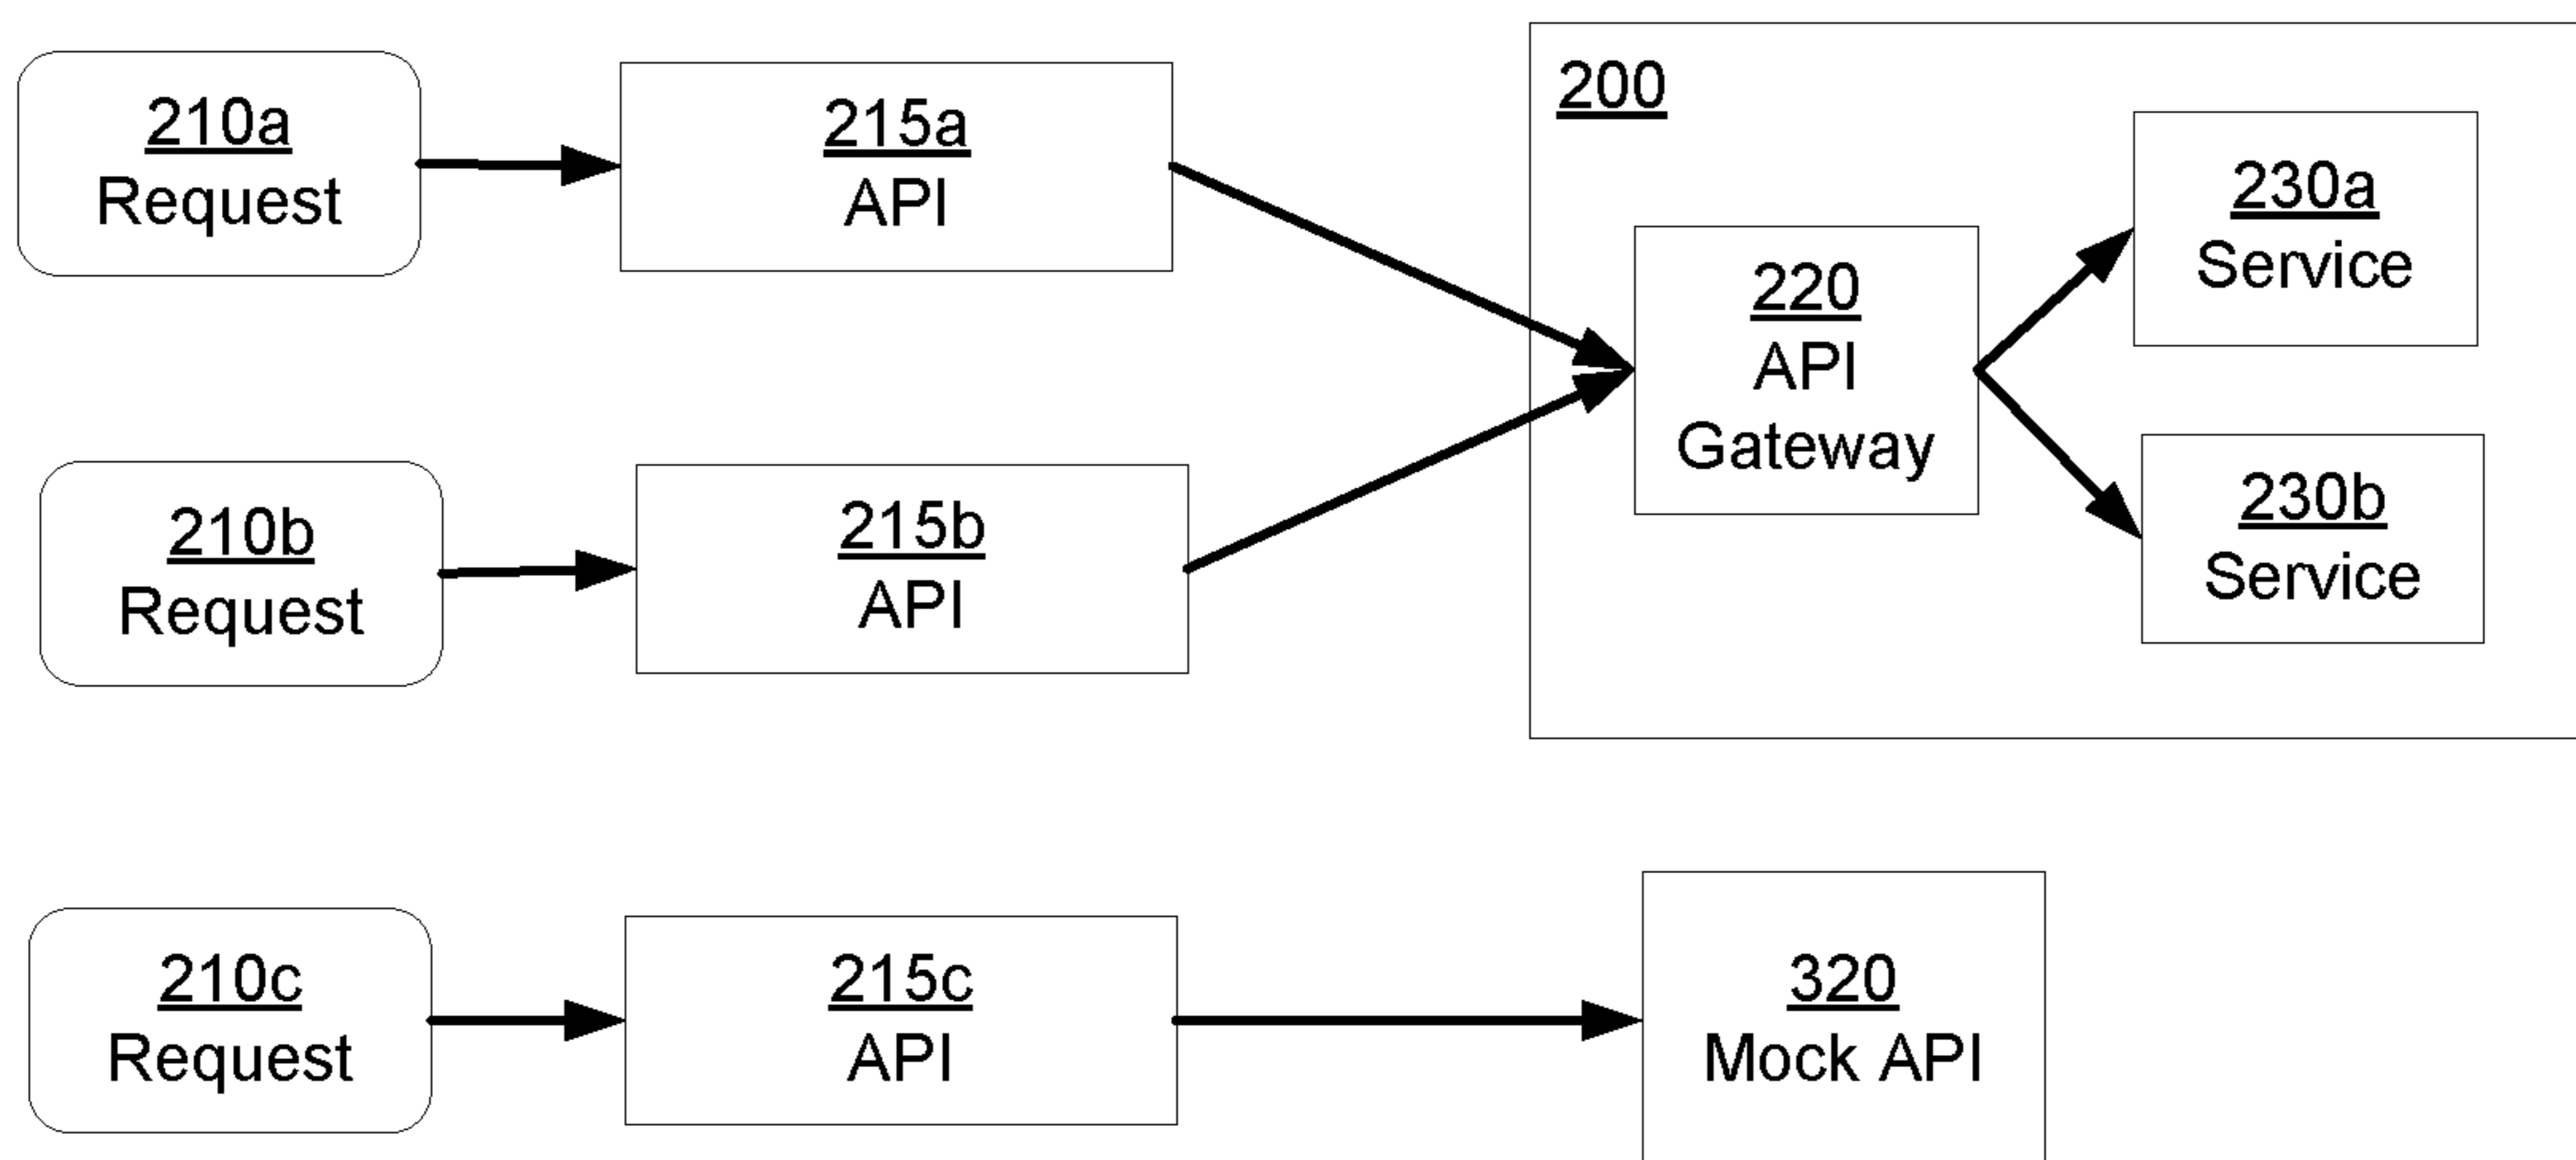 210a
Request
215a
API
200
220
API
Gateway
230a
Service
230b
Service
210b
Request
215b
API
210c
Request
215c
API
320
Mock API